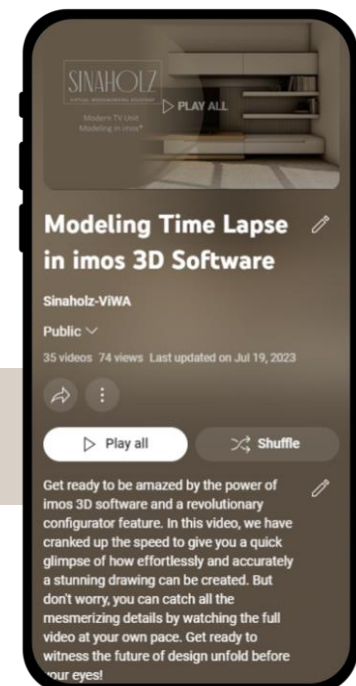 SINAHOLZ
VIRTUAL WOODWORKING ASSISTANT
Modern TV Unit
Modeling in imos®
PLAY ALL
Modeling Time Lapse
in imos 3D Software
Sinaholz-ViWA
Public
35 videos 74 views Last updated on Jul 19, 2023
Play all
Shuffle
Get ready to be amazed by the power of
imos 3D software and a revolutionary
configurator feature. In this video, we have
cranked up the speed to give you a quick
glimpse of how effortlessly and accurately
a stunning drawing can be created. But
don't worry, you can catch all the
mesmerizing details by watching the full
video at your own pace. Get ready to
witness the future of design unfold before
your eyes!